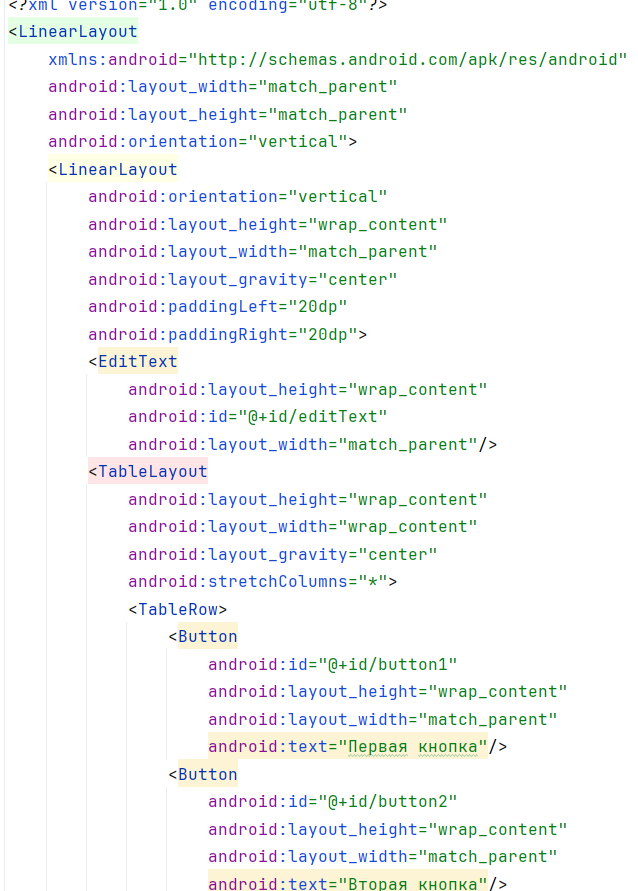 <?xml version="1.0" encoding="utf-8"?>
<LinearLayout
xmlns:android="http://schemas.android.com/apk/res/android"
android:layout_width="match_parent"
android:layout_height="match_parent"
android:orientation="vertical">
<LinearLayout
android:orientation="vertical"
android:layout_height="wrap_content"
android:layout_width="match_parent"
android:layout_gravity="center"
android:paddingLeft="20dp"
android:paddingRight="20dp">
<EditText
android:layout_height="wrap_content"
android:id="@+id/editText"
android:layout_width="match_parent"/>
<TableLayout
android:layout_height="wrap_content"
android:layout_width="wrap_content"
android:layout_gravity="center"
android:stretchColumns="*">
<TableRow>
<Button
android:id="@+id/button1"
android:layout_height="wrap_content"
android:layout_width="match_parent"
android:text="Первая кнопка"/>
<Button
android:id="@+id/button2"
android:layout_height="wrap_content"
android:layout_width="match_parent"
android:text="Вторая кнопка"/>